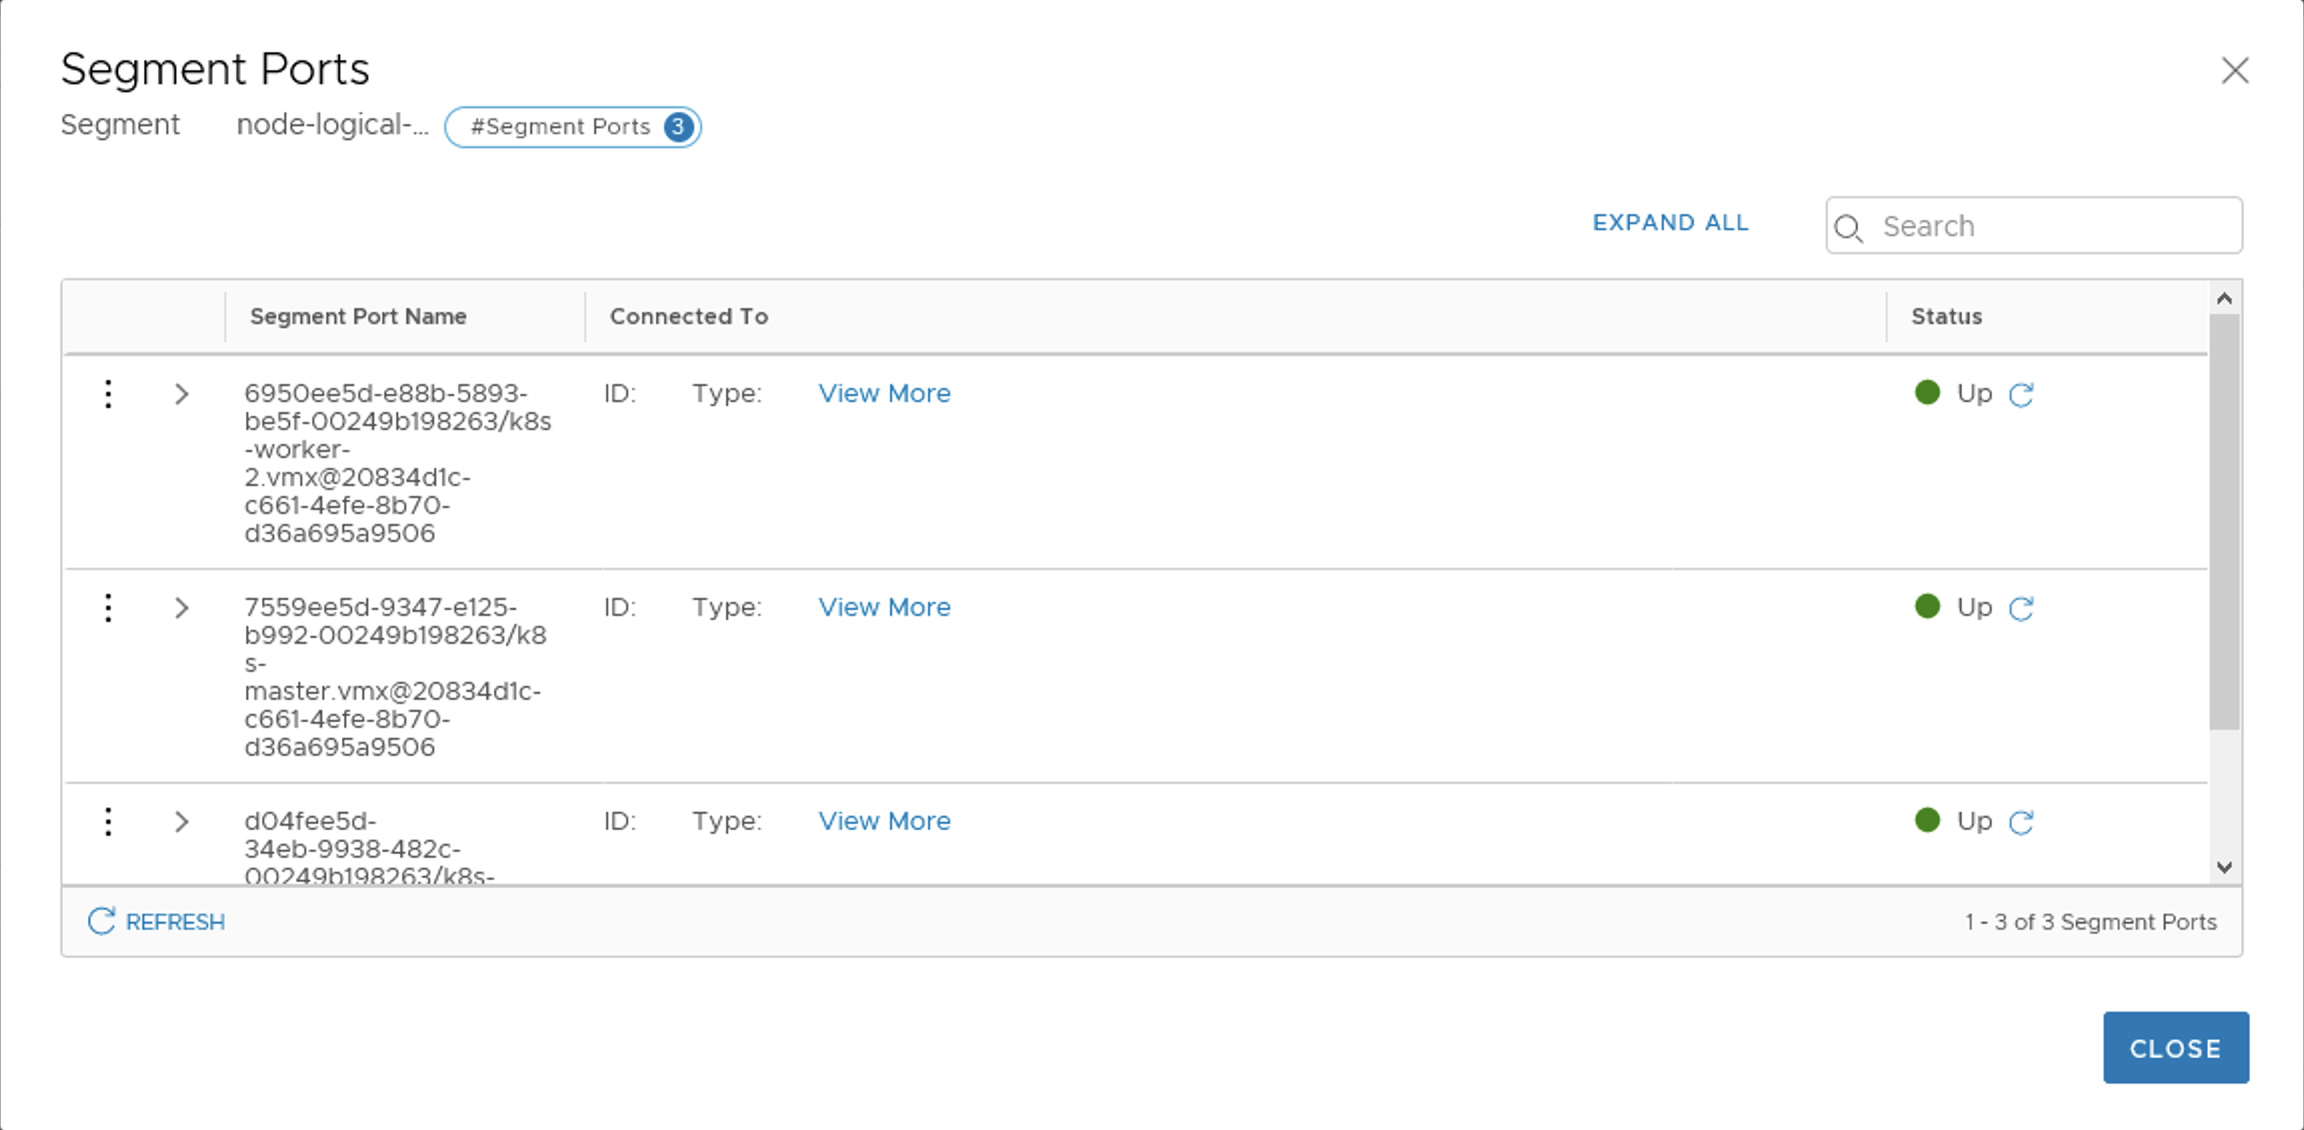 Segment Ports
Segment node-logical-... #Segment Ports 3
EXPAND ALL Search
Segment Port Name Connected To Status
6950ee5d-e88b-5893- ID: Type: View More Up
be5f-00249b198263/k8s
-worker-
2.vmx@20834d1c-
c661-4efe-8b70-
d36a695a9506
7559ee5d-9347-e125- ID: Type: View More Up
b992-00249b198263/k8
s-
master.vmx@20834d1c-
c661-4efe-8b70-
d36a695a9506
d04fee5d- ID: Type: View More Up
34eb-9938-482c-
00249b198263/k8s-
REFRESH 1 - 3 of 3 Segment Ports
CLOSE